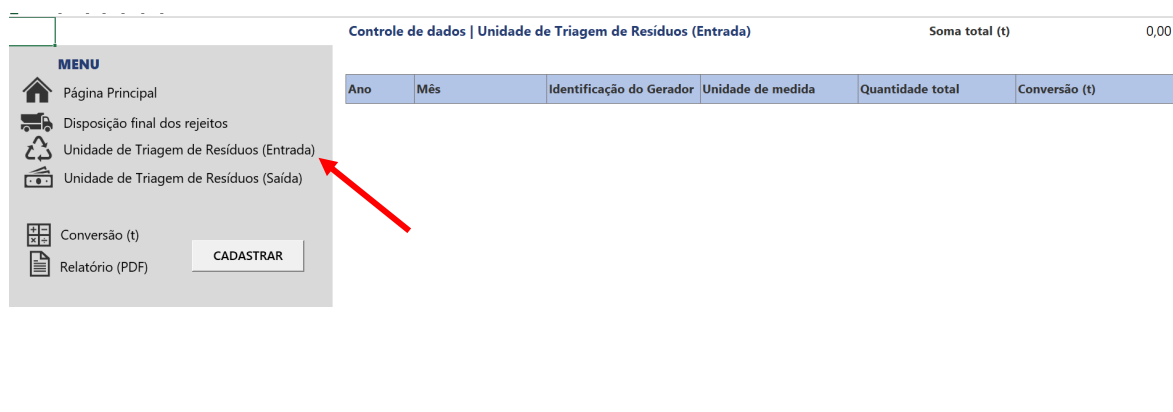 Controle de dados | Unidade de Triagem de Resíduos (Entrada) Soma total (t) 0,00
MENU
Página Principal
Disposição final dos rejeitos
Unidade de Triagem de Resíduos (Entrada)
Unidade de Triagem de Resíduos (Saída)
Conversão (t)
Relatório (PDF)
CADASTRAR
Ano Mês Identificação do Gerador Unidade de medida Quantidade total Conversão (t)